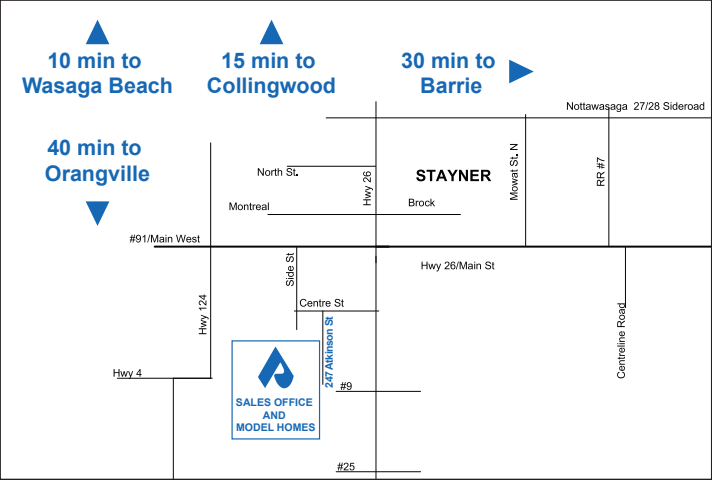 10 min to
Wasaga Beach
15 min to
Collingwood
30 min to
Barrie
Nottawasaga 27/28 Sideroad
40 min to
Orangville
North St.
Hwy 26
STAYNER
Mowat St. N
RR #7
Montreal
Brock
#91/Main West
Side St
Hwy 26/Main St
Hwy 124
Centre St
247 Atkinson St
Centreline Road
Hwy 4
#9
SALES OFFICE
AND
MODEL HOMES
#25